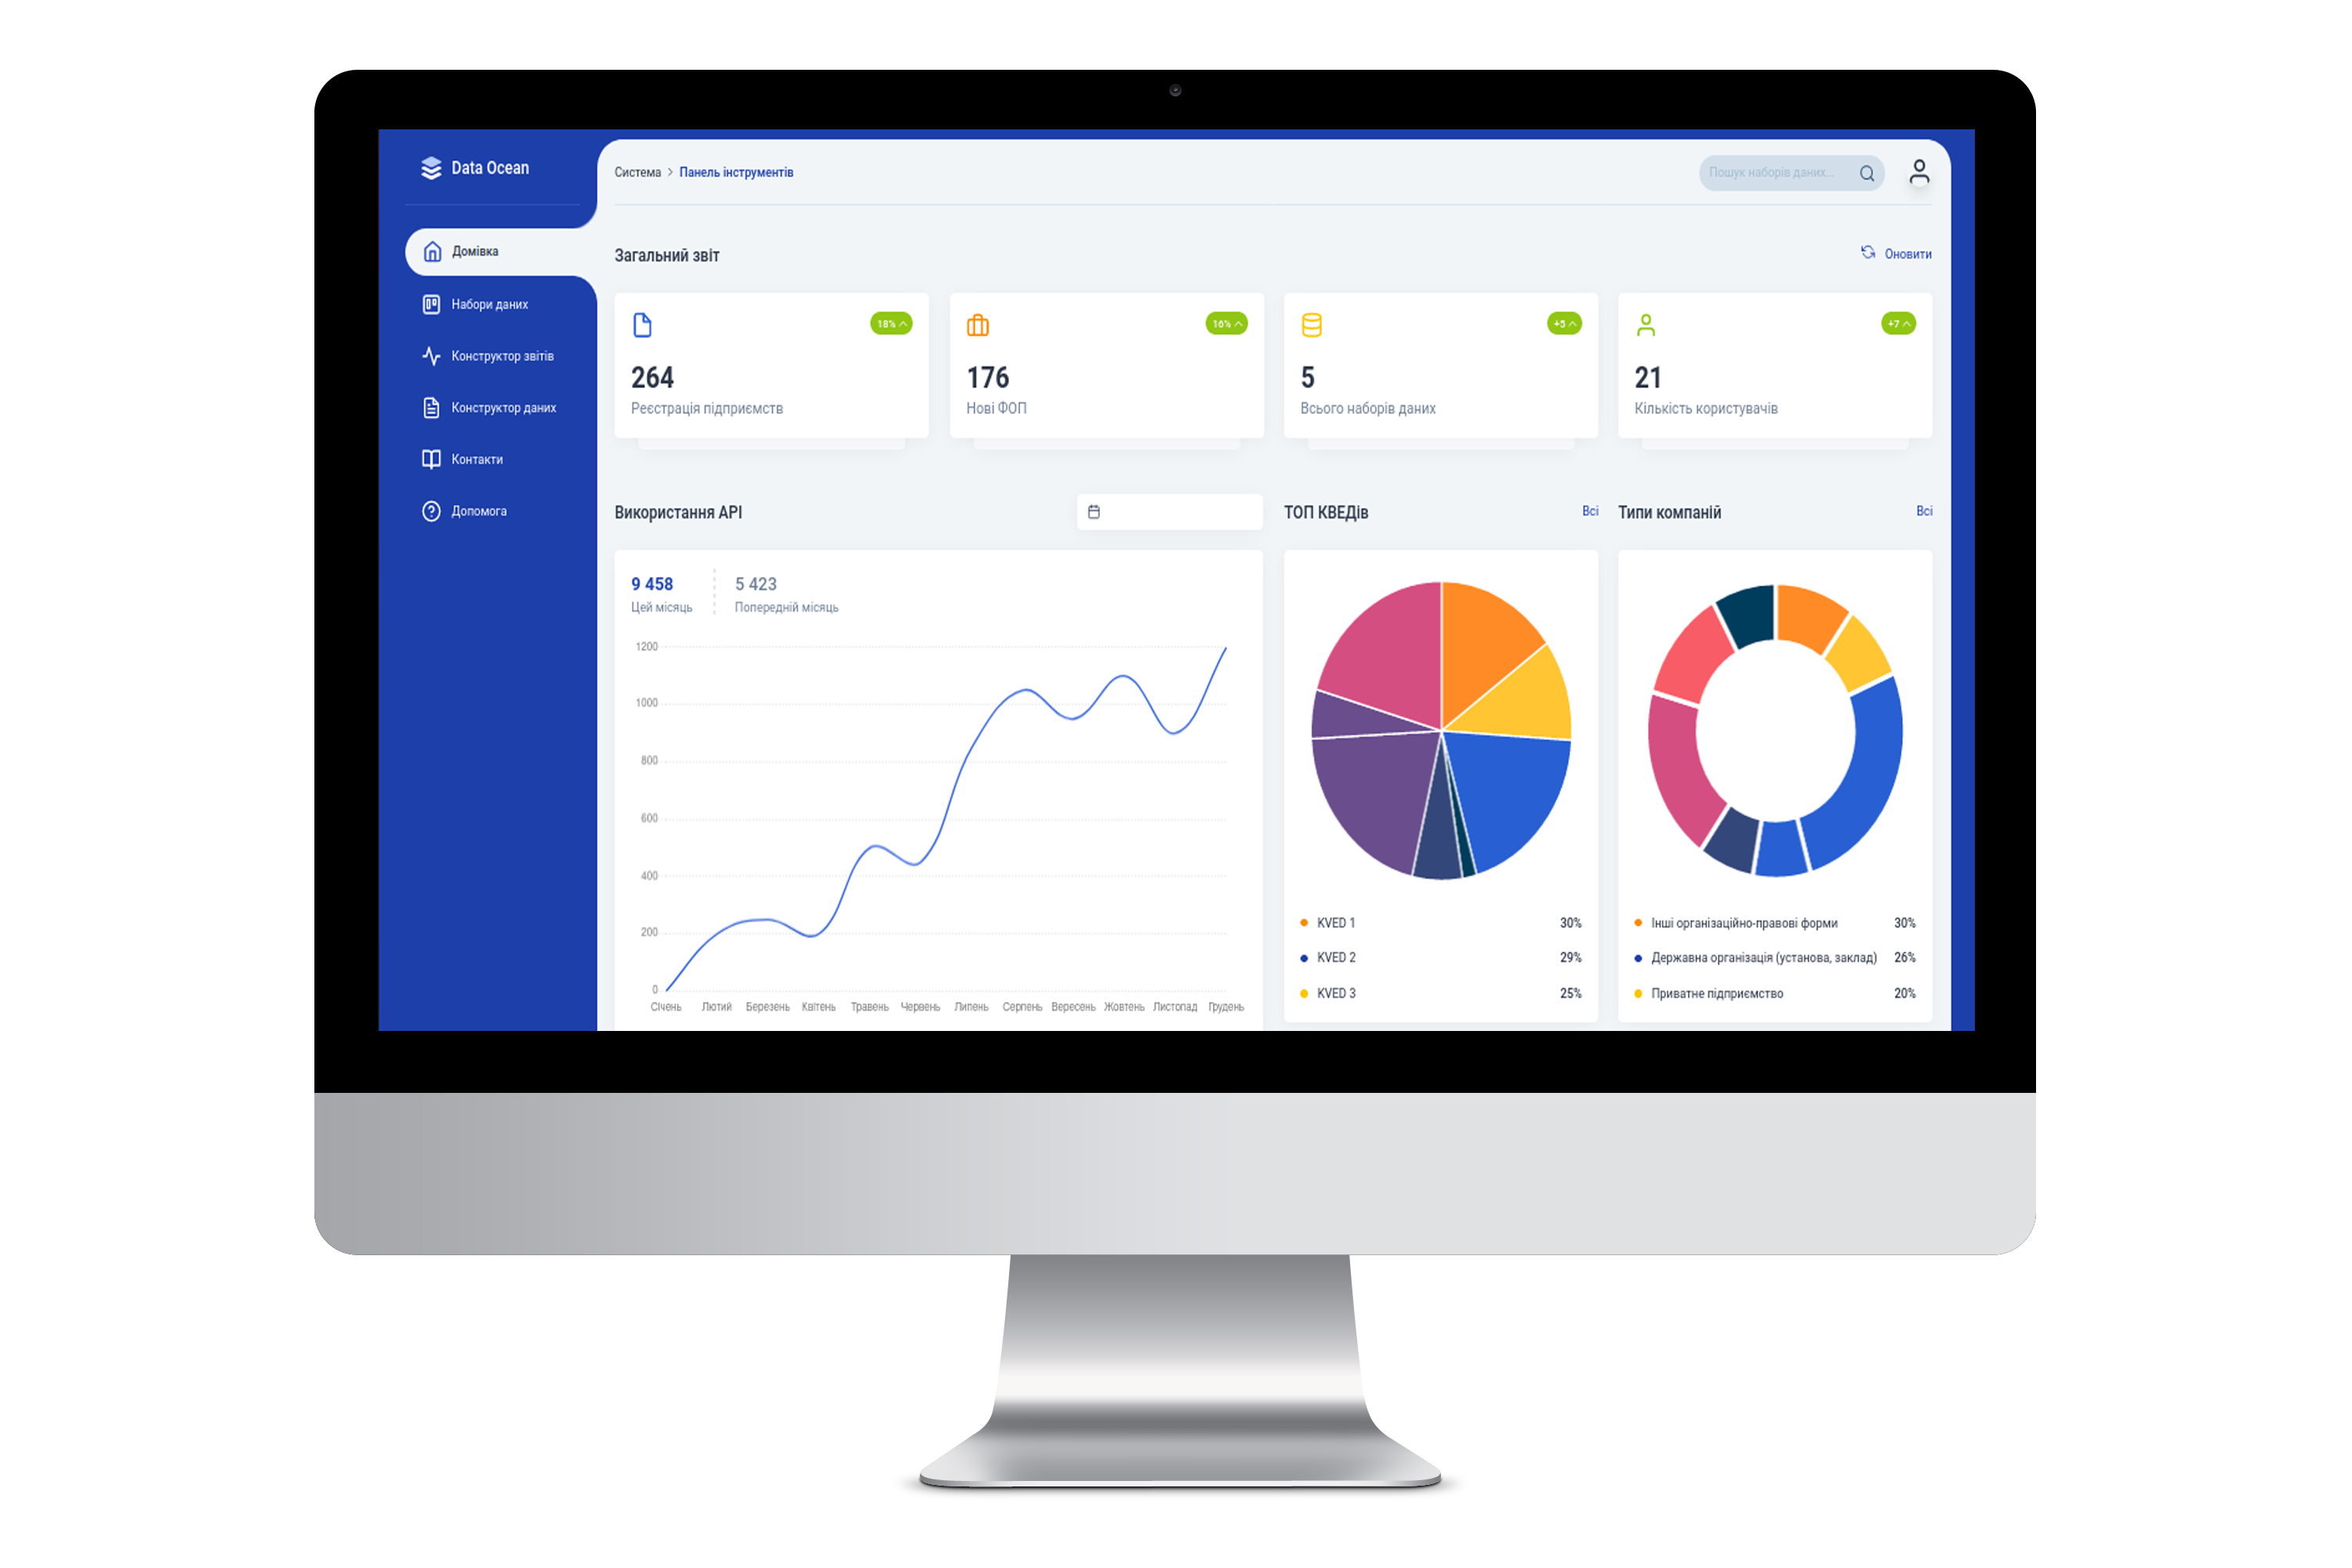 Data Ocean
Домівка
Набори даних
Конструктор звітів
Конструктор даних
Контакти
Допомога
Система > Панель інструментів
Пошук наборів даних...
Загальний звіт
Оновити
18%
264
Реєстрація підприємств
16%
176
Нові ФОП
+5
5
Всього наборів даних
+7
21
Кількість користувачів
Використання API
9 458
Цей місяць
5 423
Попередній місяць
1200
1000
800
600
400
200
0
Січень Лютий Березень Квітень Травень Червень Липень Серпень Вересень Жовтень Листопад Грудень
ТОП КВЕДів
Всі
KVED 1 30%
KVED 2 29%
KVED 3 25%
Типи компаній
Всі
Інші організаційно-правові форми 30%
Державна організація (установа, заклад) 26%
Приватне підприємство 20%